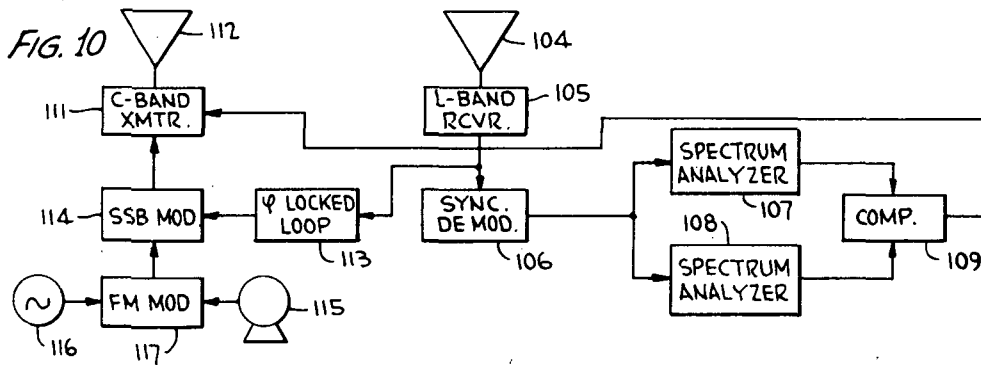 FIG. 10
112
104
111
C-BAND
XMTR.
L-BAND
RCVR.
105
114
SSB MOD
φ LOCKED
LOOP
113
SYNC.
DEMOD.
106
SPECTRUM
ANALYZER
107
108
SPECTRUM
ANALYZER
COMP.
109
~
116
FM MOD
117
115